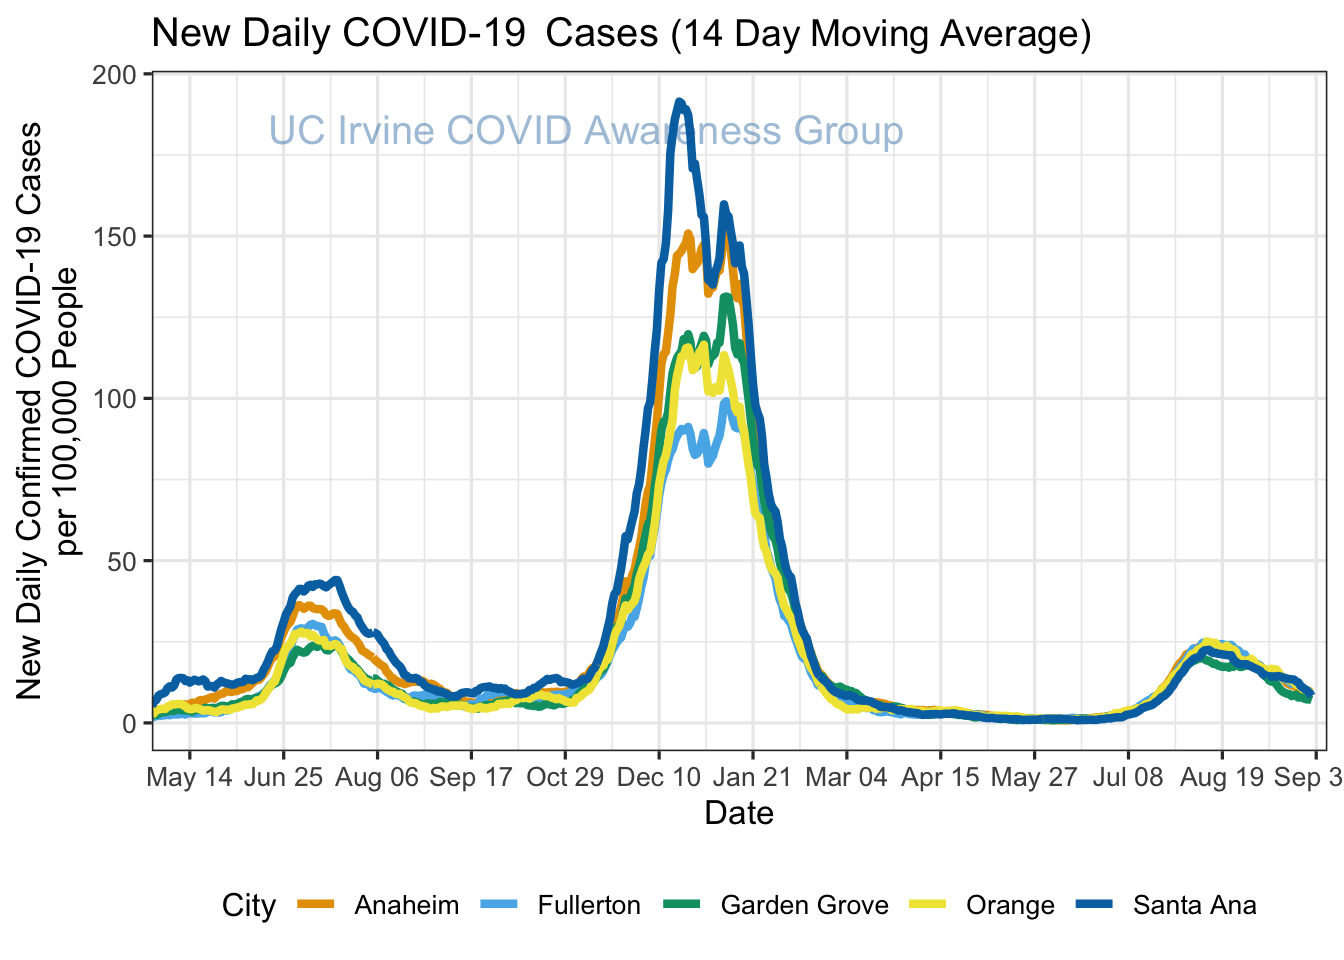 New Daily COVID-19 Cases (14 Day Moving Average)
UC Irvine COVID Awareness Group
New Daily Confirmed COVID-19 Cases
per 100,000 People
200
150
100
50
0
May 14 Jun 25 Aug 06 Sep 17 Oct 29 Dec 10 Jan 21 Mar 04 Apr 15 May 27 Jul 08 Aug 19 Sep 3
Date
City Anaheim Fullerton Garden Grove Orange Santa Ana